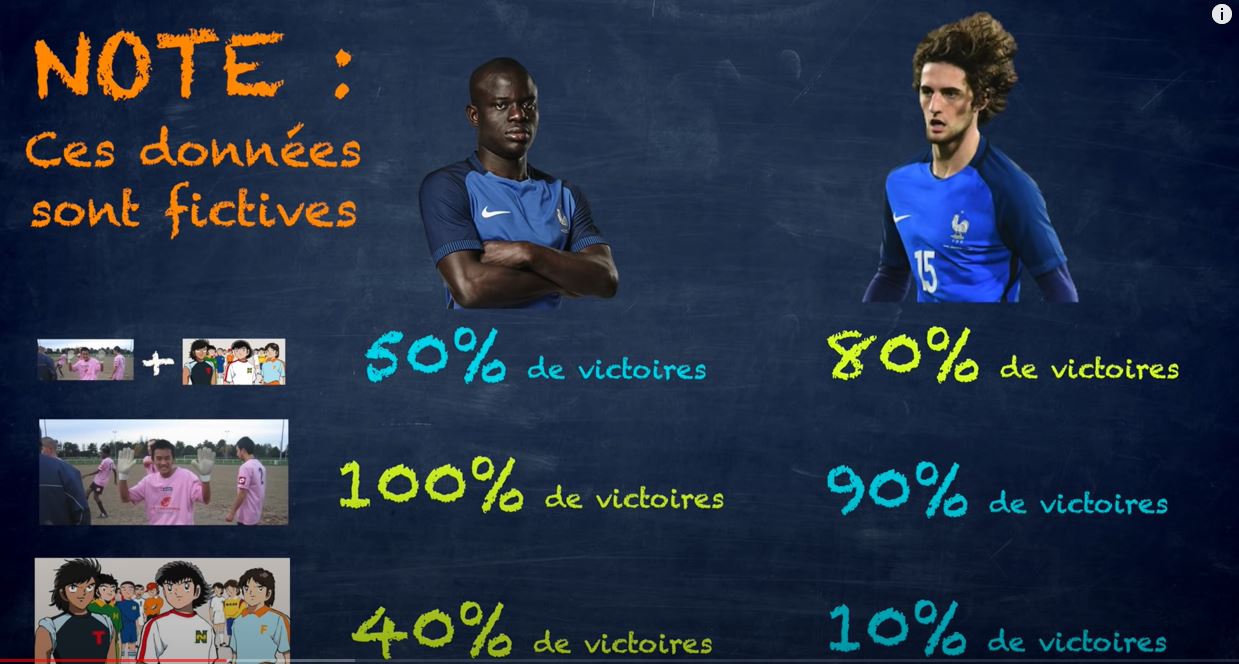 NOTE :
Ces données
sont fictives
15
+
50% de victoires
80% de victoires
100% de victoires
90% de victoires
T
N
F
40% de victoires
10% de victoires